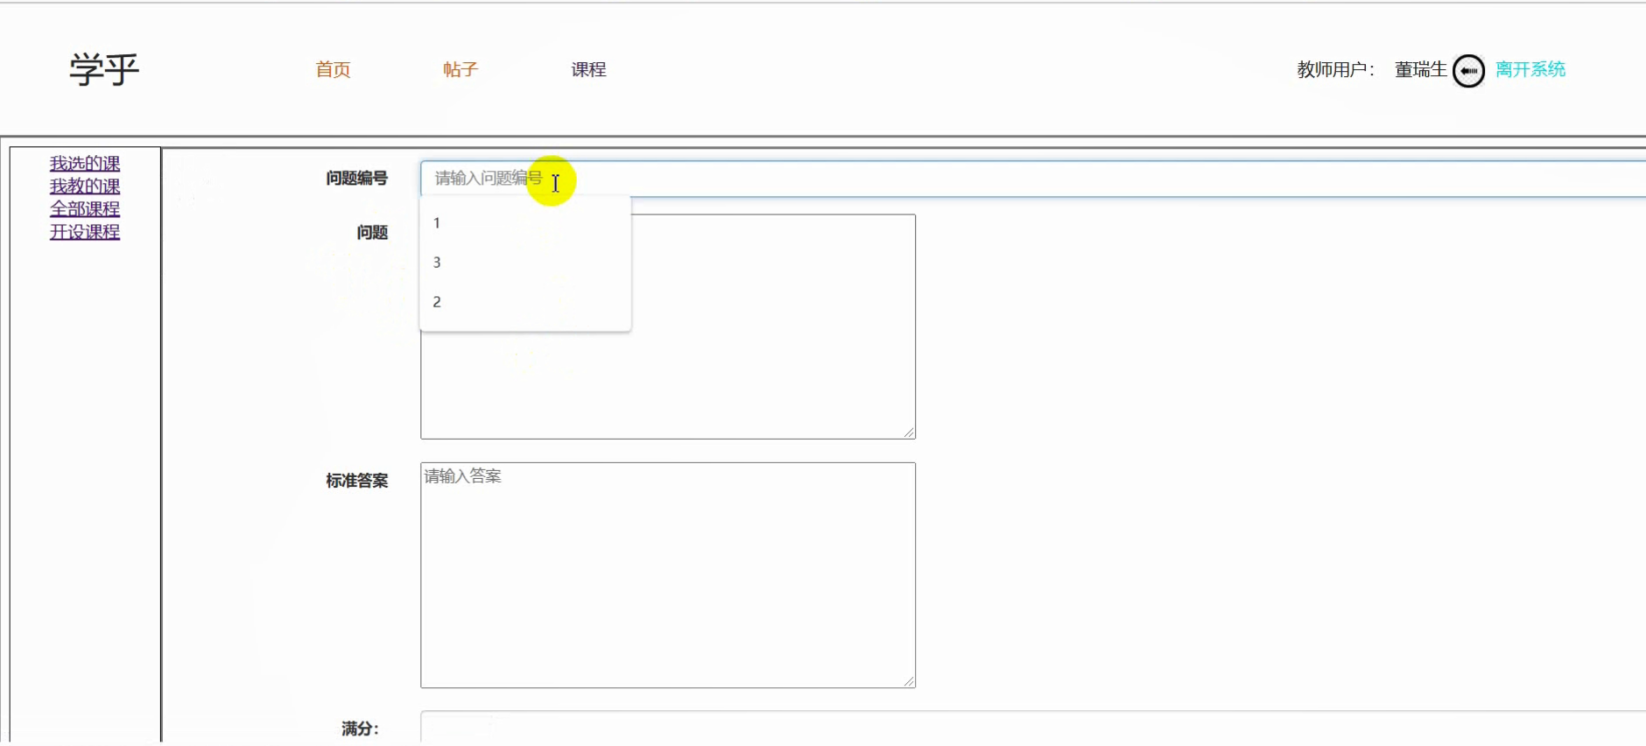 学乎
首页
帖子
课程
教师用户： 董瑞生
离开系统
我选的课
我教的课
全部课程
开设课程
问题编号
请输入问题编号
1
3
2
问题
标准答案
请输入答案
满分: